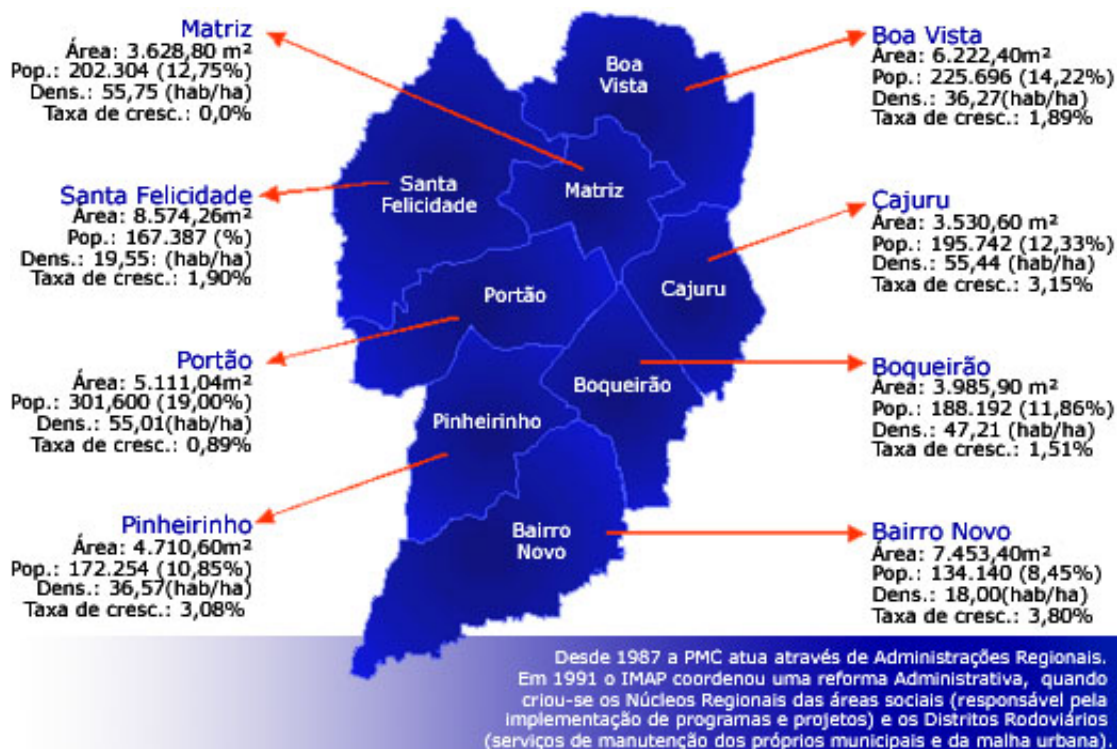 Matriz
Área: 3.628,80 m²
Pop.: 202.304 (12,75%)
Dens.: 55,75 (hab/ha)
Taxa de cresc.: 0,0%
Santa Felicidade
Área: 8.574,26m²
Pop.: 167.387 (%)
Dens.: 19,55: (hab/ha)
Taxa de cresc.: 1,90%
Portão
Área: 5.111,04m²
Pop.: 301,600 (19,00%)
Dens.: 55,01(hab/ha)
Taxa de cresc.: 0,89%
Pinheirinho
Área: 4.710,60m²
Pop.: 172.254 (10,85%)
Dens.: 36,57(hab/ha)
Taxa de cresc.: 3,08%
Boa
Vista
Matriz
Santa
Felicidade
Portão
Cajuru
Boqueirão
Pinheirinho
Bairro
Novo
Boa Vista
Área: 6.222,40m²
Pop.: 225.696 (14,22%)
Dens.: 36,27(hab/ha)
Taxa de cresc.: 1,89%
Cajuru
Área: 3.530,60 m²
Pop.: 195.742 (12,33%)
Dens.: 55,44 (hab/ha)
Taxa de cresc.: 3,15%
Boqueirão
Área: 3.985,90 m²
Pop.: 188.192 (11,86%)
Dens.: 47,21 (hab/ha)
Taxa de cresc.: 1,51%
Bairro Novo
Área: 7.453,40m²
Pop.: 134.140 (8,45%)
Dens.: 18,00(hab/ha)
Taxa de cresc.: 3,80%
Desde 1987 a PMC atua através de Administrações Regionais.
Em 1991 o IMAP coordenou uma reforma Administrativa, quando
criou-se os Núcleos Regionais das áreas sociais (responsável pela
implementação de programas e projetos) e os Distritos Rodoviários
(serviços de manutenção dos próprios municipais e da malha urbana).